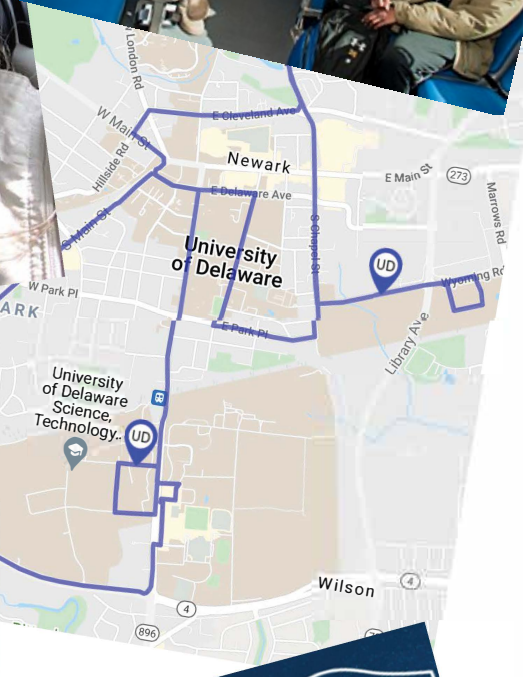 London Rd
E Cleveland Ave
W Main St
Hillside Rd
Newark
E Main St
273
Marrows Rd
S Main St
E Delaware Ave
S Chapel St
University
of Delaware
UD
Wyoming Rd
W Park Pl
ARK
E Park Pl
Library Ave
University
of Delaware
Science,
Technology..
UD
Wilson
4
4
896